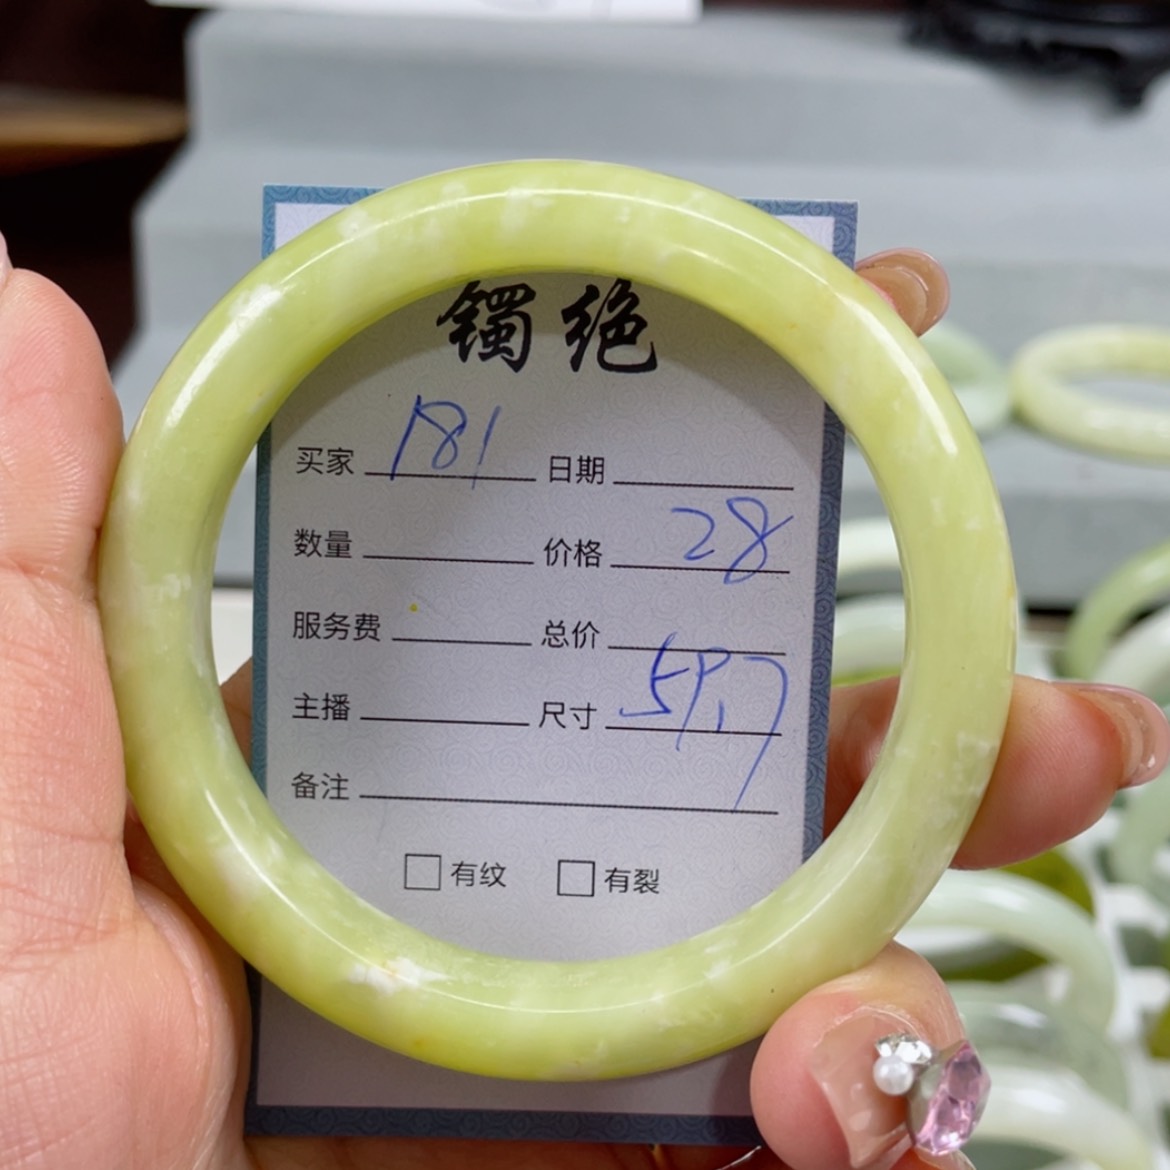 镯绝
买家 181 日期
数量 价格 28
服务费 总价
主播 尺寸 59.7
备注
□有纹 □有裂